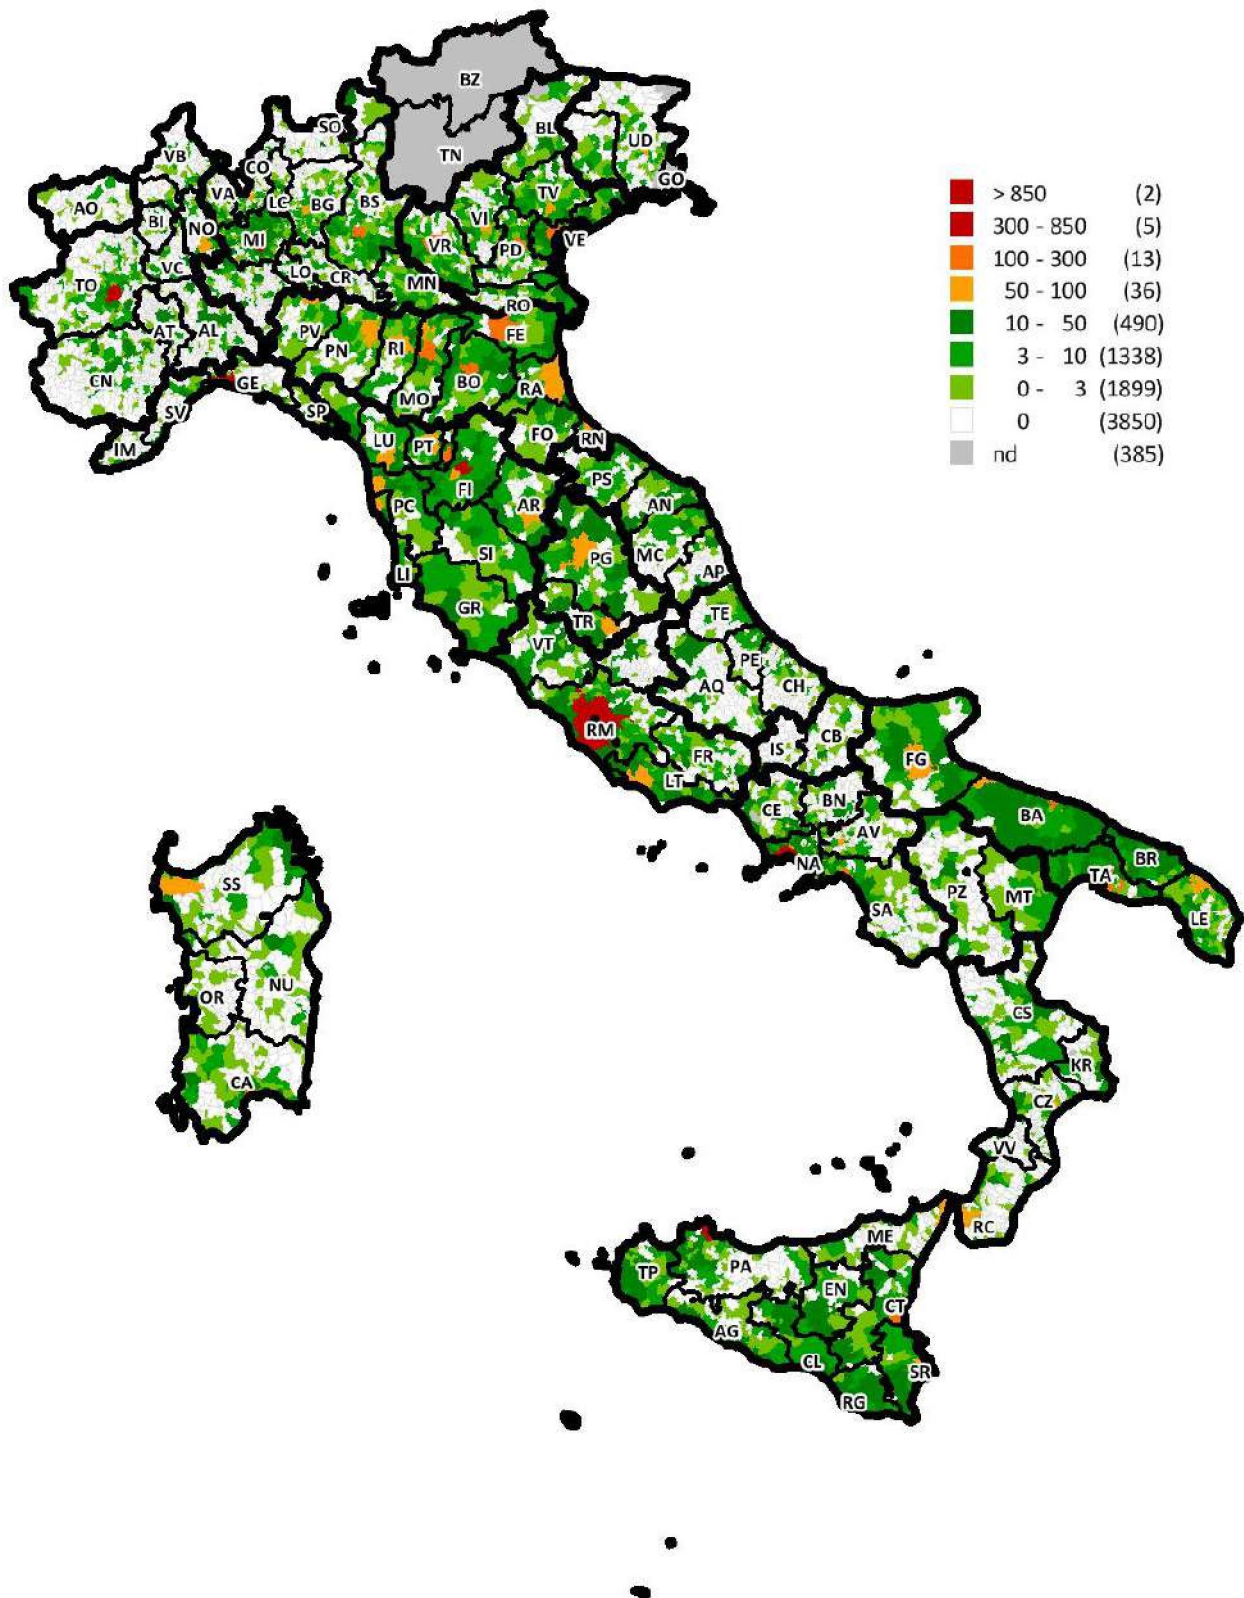 BZ
SO
BL
UD
VB
TN
CO
GO
AO
VA
LC
BG
BS
TV
BI
NO
MI
VI
VE
VR
PD
TO
VC
LO
CR
MN
RO
AT
AL
PV
PN
RI
FE
CN
GE
MO
BO
RA
SV
SP
IM
LU
PT
FO
RN
FI
PS
PC
AR
AN
SI
PG
MC
LI
AP
GR
TR
TE
VT
PE
AQ
CH
RM
FR
IS
CB
FG
LT
CE
BN
BA
AV
NA
BR
TA
SS
SA
PZ
MT
LE
OR
NU
CS
CA
KR
CZ
VV
RC
ME
TP
PA
EN
CT
AG
CL
SR
RG
> 850 (2)
300 - 850 (5)
100 - 300 (13)
50 - 100 (36)
10 - 50 (490)
3 - 10 (1338)
0 - 3 (1899)
0 (3850)
nd (385)